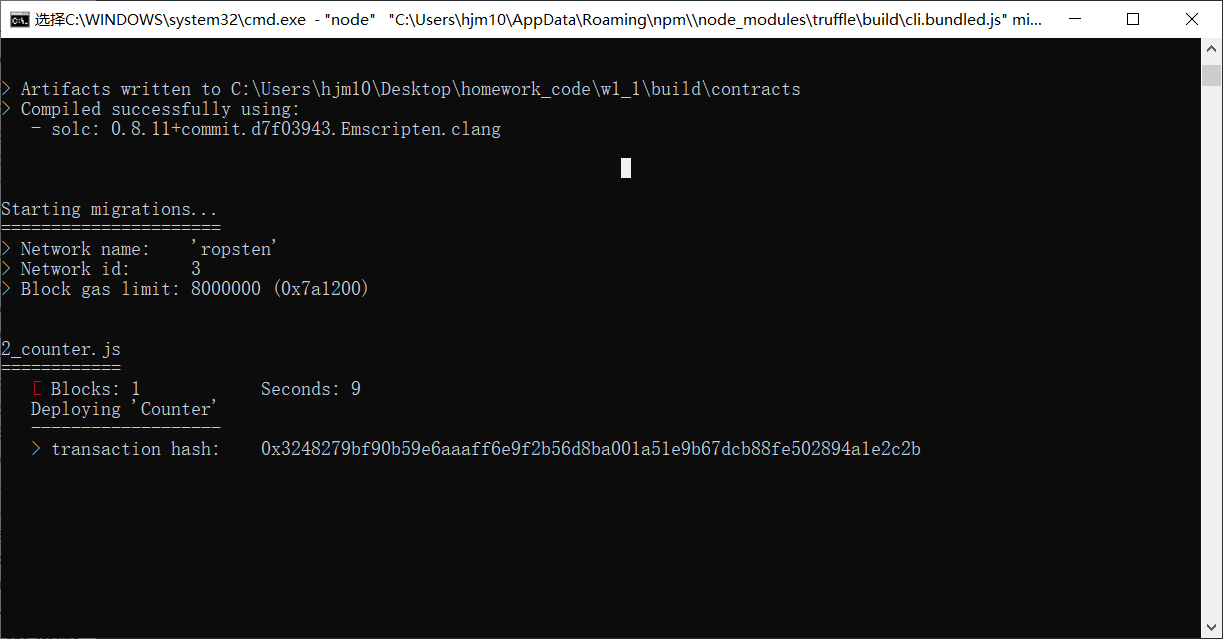 选择C:\WINDOWS\system32\cmd.exe - "node" "C:\Users\hjm10\AppData\Roaming\npm\\node_modules\truffle\build\cli.bundled.js" mi...
> Artifacts written to C:\Users\hjm10\Desktop\homework_code\w1_1\build\contracts
> Compiled successfully using:
- solc: 0.8.11+commit.d7f03943.Emscripten.clang
Starting migrations...
======================
> Network name: 'ropsten'
> Network id: 3
> Block gas limit: 8000000 (0x7a1200)
2_counter.js
============
[ Blocks: 1 Seconds: 9
Deploying 'Counter'
-------------------
> transaction hash: 0x3248279bf90b59e6aaaff6e9f2b56d8ba001a51e9b67dcb88fe502894a1e2c2b